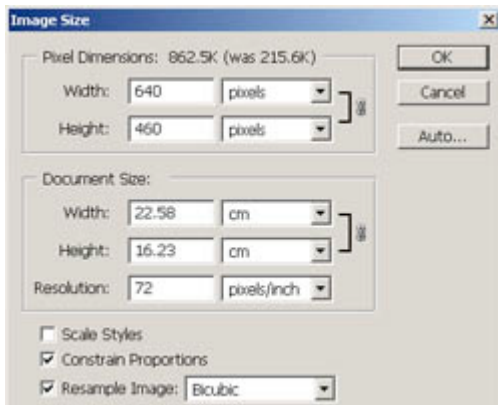 Image Size
Pixel Dimensions: 862.5K (was 215.6K)
OK
Width: 640 pixels
Cancel
Height: 460 pixels
Auto...
Document Size:
Width: 22.58 cm
Height: 16.23 cm
Resolution: 72 pixels/inch
Scale Styles
Constrain Proportions
Resample Image: Bicubic